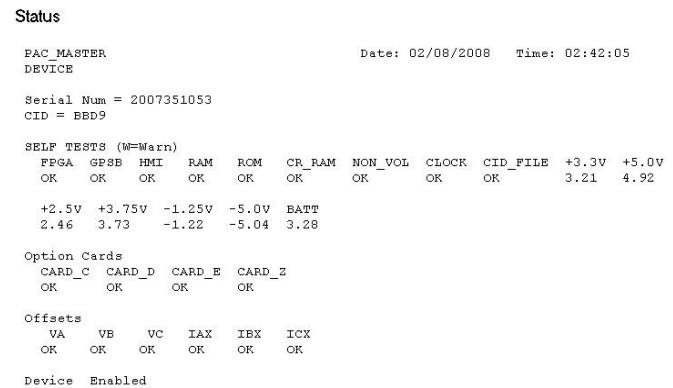 Status
PAC_MASTER Date: 02/08/2008 Time: 02:42:05
DEVICE
Serial Num = 2007351053
CID = BBD9
SELF TESTS (W=Warn)
FPGA GPSB HMI RAM ROM CR_RAM NON_VOL CLOCK CID_FILE +3.3V +5.0V
OK OK OK OK OK OK OK OK OK 3.21 4.92
+2.5V +3.75V -1.25V -5.0V BATT
2.46 3.73 -1.22 -5.04 3.28
Option Cards
CARD_C CARD_D CARD_E CARD_Z
OK OK OK OK
Offsets
VA VB VC IAX IBX ICX
OK OK OK OK OK OK
Device Enabled